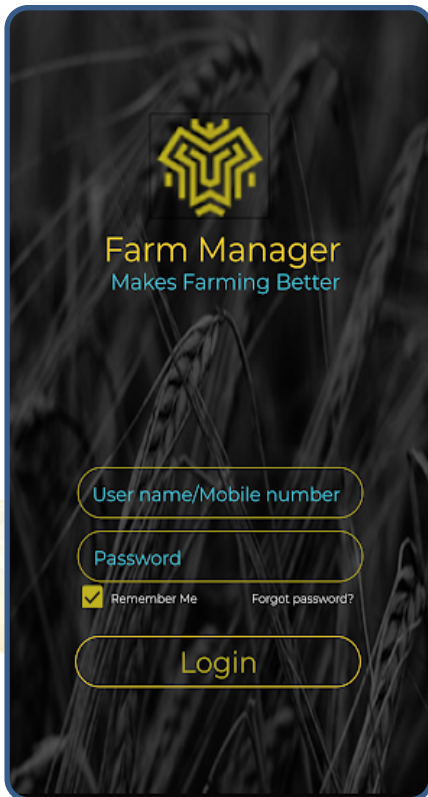 Farm Manager
Makes Farming Better
User name/Mobile number
Password
Remember Me Forgot password?
Login